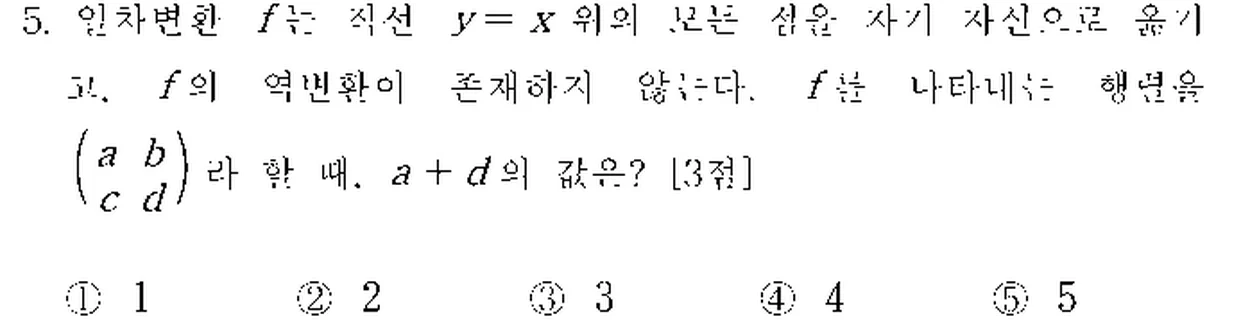 5. 일차변환 f는 직선 y = x 위의 모든 점을 자기 자신으로 옮기
고, f의 역변환이 존재하지 않는다. f를 나타내는 행렬을
(a b
c d)라 할 때, a + d의 값은? [3점]
① 1 ② 2 ③ 3 ④ 4 ⑤ 5